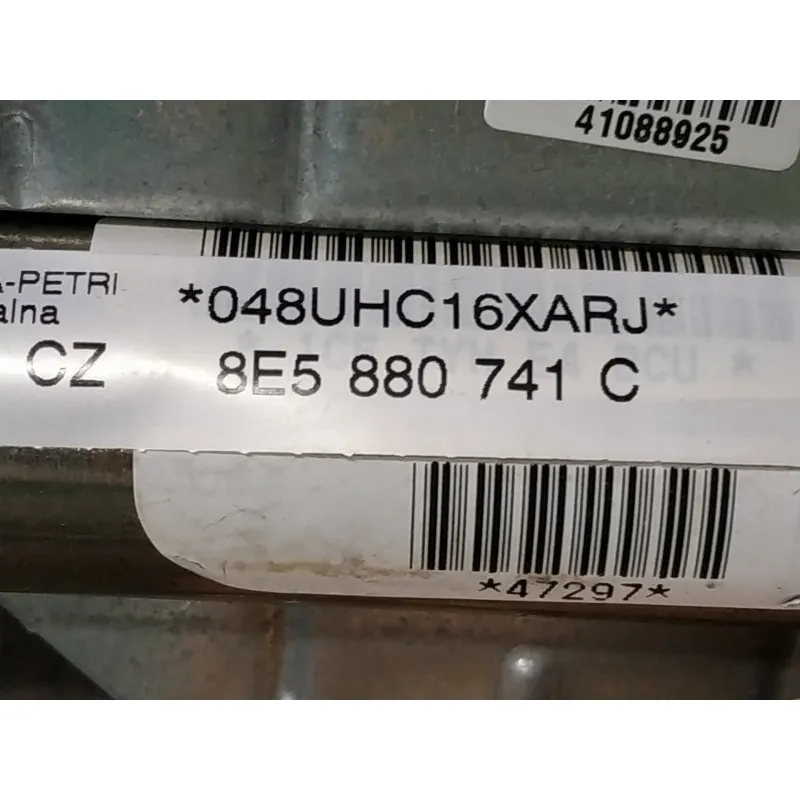 41088925
A-PETRI
alna
*048UHC16XARJ*
CZ 8E5 880 741 C
*47297*